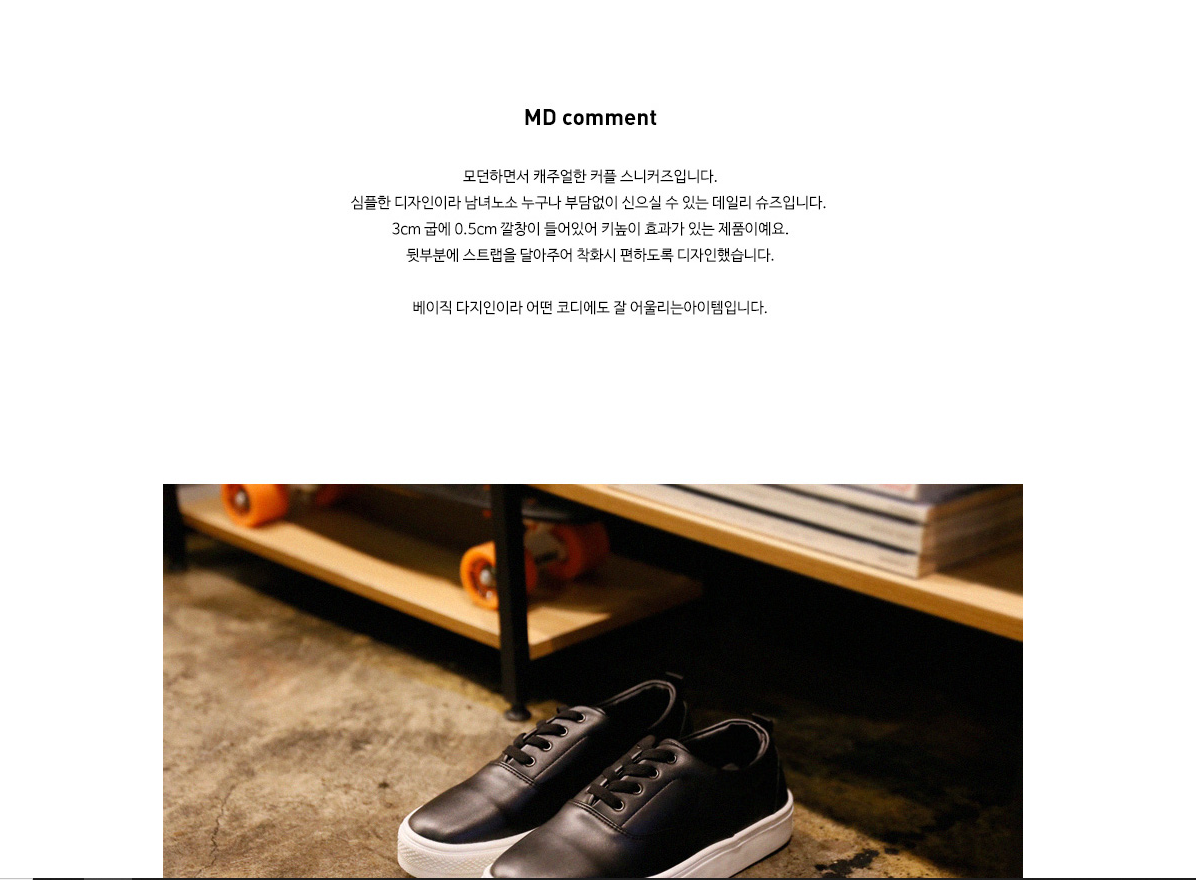 MD comment
모던하면서 캐주얼한 커플 스니커즈입니다.
심플한 디자인이라 남녀노소 누구나 부담없이 신으실 수 있는 데일리 슈즈입니다.
3cm 굽에 0.5cm 깔창이 들어있어 키높이 효과가 있는 제품이예요.
뒷부분에 스트랩을 달아주어 착화시 편하도록 디자인했습니다.
베이직 다지인이라 어떤 코디에도 잘 어울리는아이템입니다.